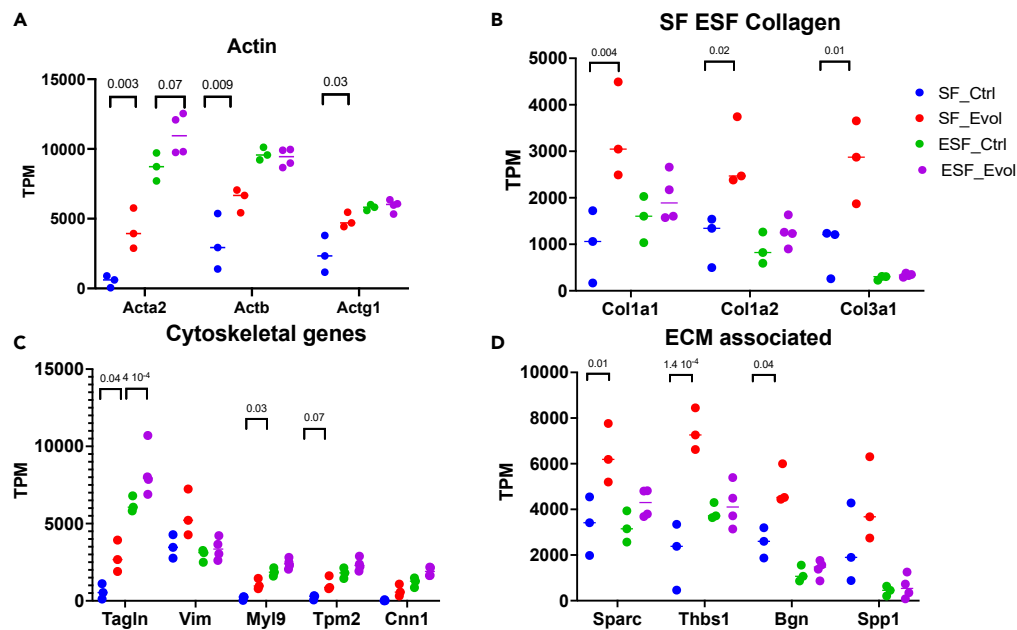 A
Actin
TPM
15000
10000
5000
0
0.003
0.07
0.009
0.03
Acta2 Actb Actg1
B
SF ESF Collagen
TPM
5000
4000
3000
2000
1000
0
0.004
0.02
0.01
Col1a1 Col1a2 Col3a1
SF_Ctrl
SF_Evol
ESF_Ctrl
ESF_Evol
C
Cytoskeletal genes
TPM
15000
10000
5000
0
0.04
4 10-4
0.03
0.07
Tagln Vim Myl9 Tpm2 Cnn1
D
ECM associated
TPM
10000
8000
6000
4000
2000
0
0.01
1.4 10-4
0.04
Sparc Thbs1 Bgn Spp1